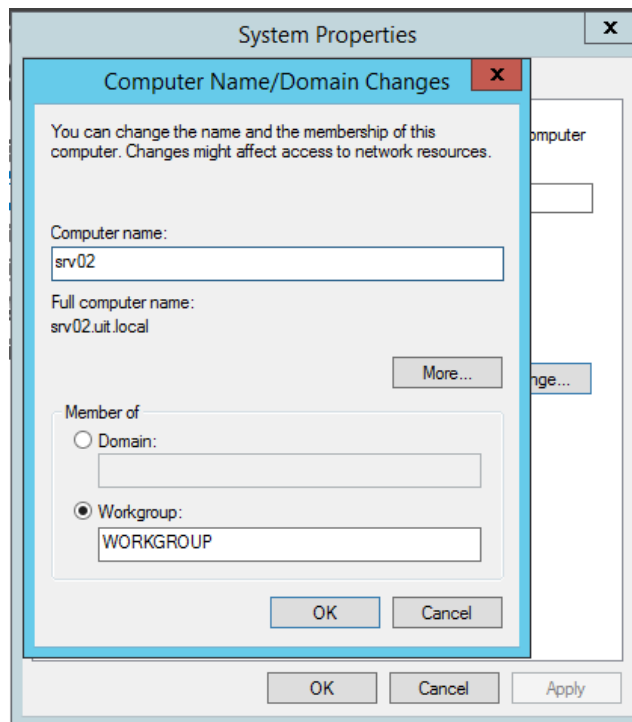 System Properties
x
Computer Name/Domain Changes
x
You can change the name and the membership of this
computer. Changes might affect access to network resources.
omputer
Computer name:
srv02
Full computer name:
srv02.uit.local
More...
nge...
Member of
Domain:
Workgroup:
WORKGROUP
OK
Cancel
OK
Cancel
Apply